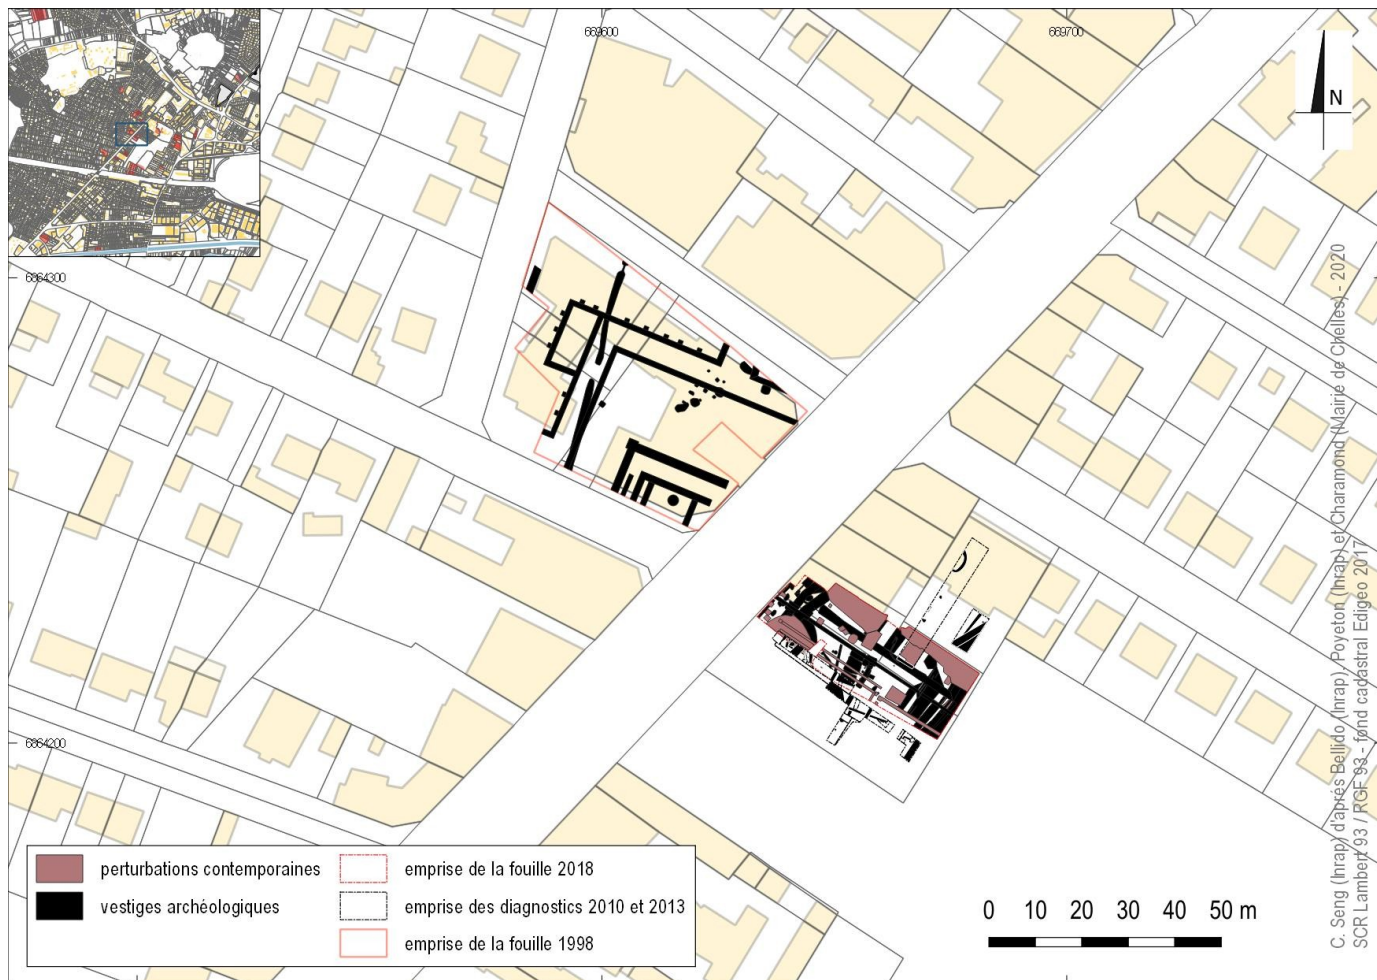 669600
669700
N
6864300
6864200
perturbations contemporaines
vestiges archéologiques
emprise de la fouille 2018
emprise des diagnostics 2010 et 2013
emprise de la fouille 1998
0 10 20 30 40 50 m
C. Seng (Inrap) d'après Bellido (Inrap), Poyeton (Inrap) et Charamond (Mairie de Chelles) - 2020
SCR Lambert 93 / RGF 93 - fond cadastral Edigeo 2017